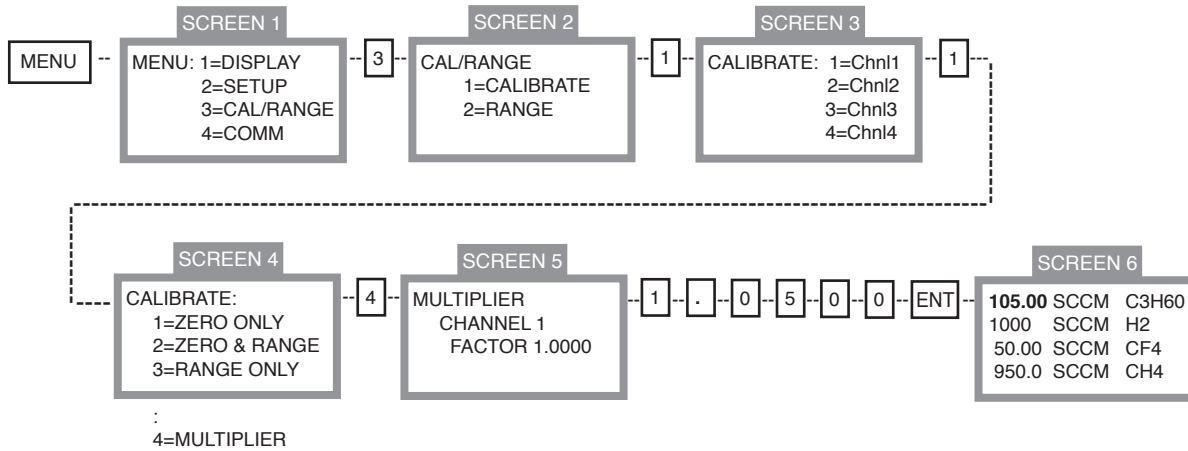 SCREEN 1
SCREEN 2
SCREEN 3
MENU
MENU: 1=DISPLAY
2=SETUP
3=CAL/RANGE
4=COMM
3
CAL/RANGE
1=CALIBRATE
2=RANGE
1
CALIBRATE: 1=Chnl1
2=Chnl2
3=Chnl3
4=Chnl4
1
SCREEN 4
SCREEN 5
SCREEN 6
CALIBRATE:
1=ZERO ONLY
2=ZERO & RANGE
3=RANGE ONLY
:
4=MULTIPLIER
4
MULTIPLIER
CHANNEL 1
FACTOR 1.0000
1 . 0 5 0 0 ENT
105.00 SCCM C3H60
1000 SCCM H2
50.00 SCCM CF4
950.0 SCCM CH4